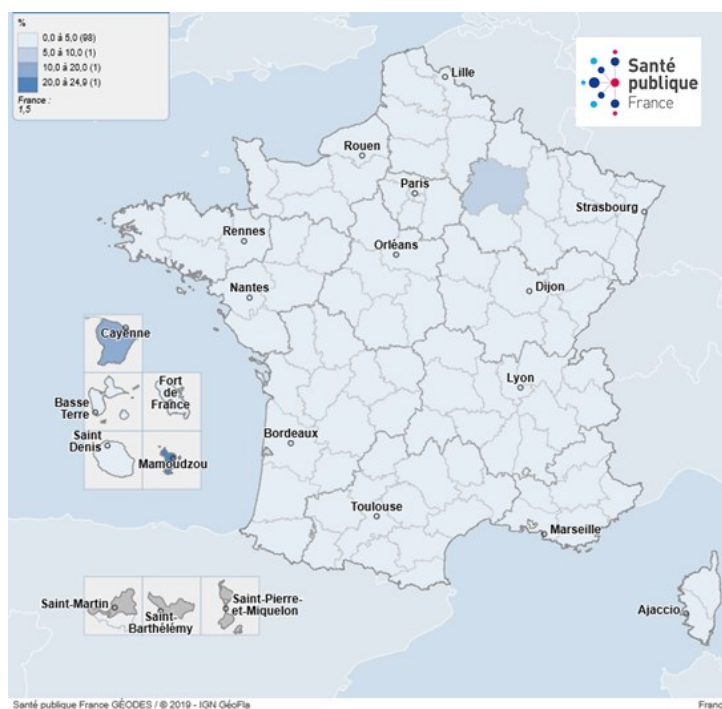 %
0,0 à 5,0 (98)
5,0 à 10,0 (1)
10,0 à 20,0 (1)
20,0 à 24,9 (1)
France :
1,5
Santé
publique
France
Lille
Rouen
Paris
Strasbourg
Rennes
Orléans
Nantes
Dijon
Cayenne
Lyon
Fort
de
France
Basse
Terre
Saint
Denis
Bordeaux
Mamoudzou
Toulouse
Marseille
Saint-Martin
Saint-
Barthélémy
Saint-Pierre-
et-Miquelon
Ajaccio
Santé publique France GÉODES / © 2019 - IGN GéoFla
Franc